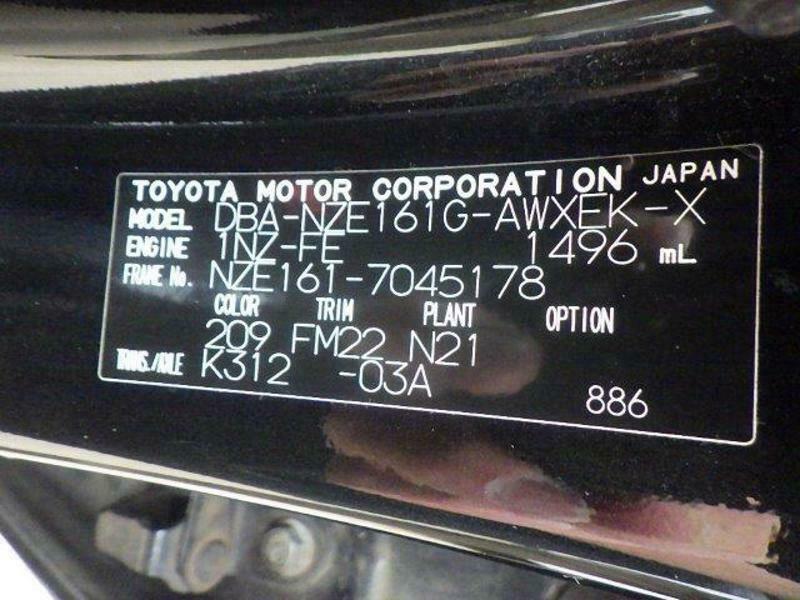 TOYOTA MOTOR CORPORATION JAPAN
MODEL DBA-NZE161G-AWXEK-X
ENGINE 1NZ-FE 1496 mL
FRAME No. NZE161-7045178
COLOR TRIM PLANT OPTION
209 FM22 N21
TRANS./AXLE K312 -03A
886